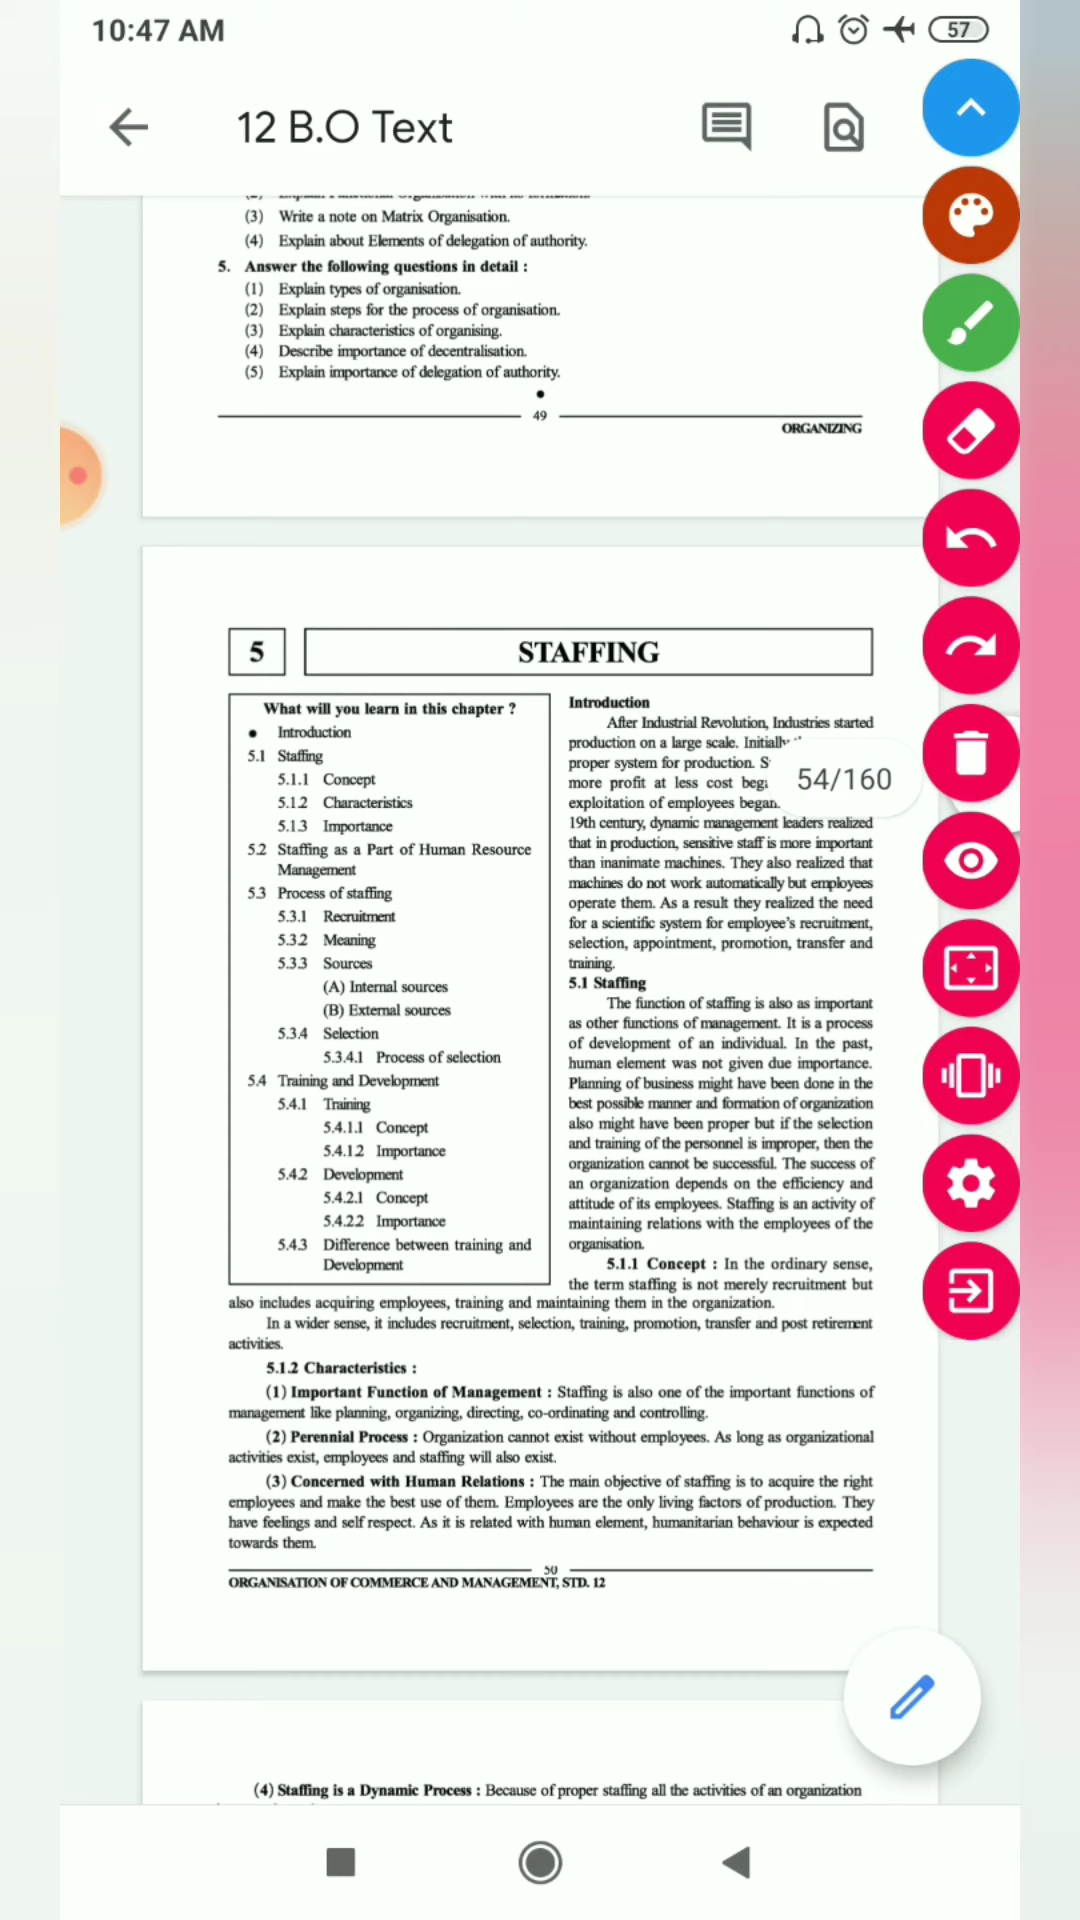 10:47 AM
57
12 B.O Text
(3) Write a note on Matrix Organisation.
(4) Explain about Elements of delegation of authority.
5. Answer the following questions in detail :
(1) Explain types of organisation.
(2) Explain steps for the process of organisation.
(3) Explain characteristics of organising.
(4) Describe importance of decentralisation.
(5) Explain importance of delegation of authority.
49
ORGANIZING
5
STAFFING
What will you learn in this chapter ?
• Introduction
5.1 Staffing
5.1.1 Concept
5.1.2 Characteristics
5.1.3 Importance
5.2 Staffing as a Part of Human Resource
Management
5.3 Process of staffing
5.3.1 Recruitment
5.3.2 Meaning
5.3.3 Sources
(A) Internal sources
(B) External sources
5.3.4 Selection
5.3.4.1 Process of selection
5.4 Training and Development
5.4.1 Training
5.4.1.1 Concept
5.4.1.2 Importance
5.4.2 Development
5.4.2.1 Concept
5.4.2.2 Importance
5.4.3 Difference between training and
Development
Introduction
After Industrial Revolution, Industries started
production on a large scale. Initially
proper system for production.
more profit at less cost
exploitation of employees began.
54/160
19th century, dynamic management leaders realized
that in production, sensitive staff is more important
than inanimate machines. They also realized that
machines do not work automatically but employees
operate them. As a result they realized the need
for a scientific system for employee's recruitment,
selection, appointment, promotion, transfer and
training.
5.1 Staffing
The function of staffing is also as important
as other functions of management. It is a process
of development of an individual. In the past,
human element was not given due importance.
Planning of business might have been done in the
best possible manner and formation of organization
also might have been proper but if the selection
and training of the personnel is improper, then the
organization cannot be successful. The success of
an organization depends on the efficiency and
attitude of its employees. Staffing is an activity of
maintaining relations with the employees of the
organisation.
5.1.1 Concept : In the ordinary sense,
the term staffing is not merely recruitment but
also includes acquiring employees, training and maintaining them in the organization.
In a wider sense, it includes recruitment, selection, training, promotion, transfer and post retirement
activities.
5.1.2 Characteristics :
(1) Important Function of Management : Staffing is also one of the important functions of
management like planning, organizing, directing, co-ordinating and controlling.
(2) Perennial Process : Organization cannot exist without employees. As long as organizational
activities exist, employees and staffing will also exist.
(3) Concerned with Human Relations : The main objective of staffing is to acquire the right
employees and make the best use of them. Employees are the only living factors of production. They
have feelings and self respect. As it is related with human element, humanitarian behaviour is expected
towards them.
50
ORGANISATION OF COMMERCE AND MANAGEMENT, STD. 12
(4) Staffing is a Dynamic Process : Because of proper staffing all the activities of an organization